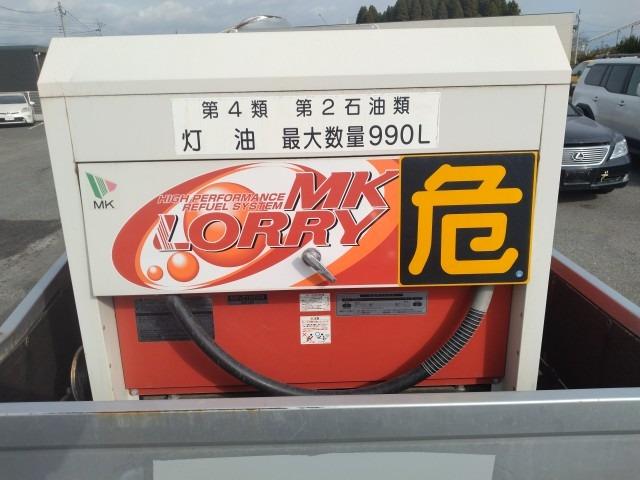 第4類 第2石油類
灯油 最大数量990L
MK
HIGH PERFORMANCE
REFUEL SYSTEM
MK
LORRY
危